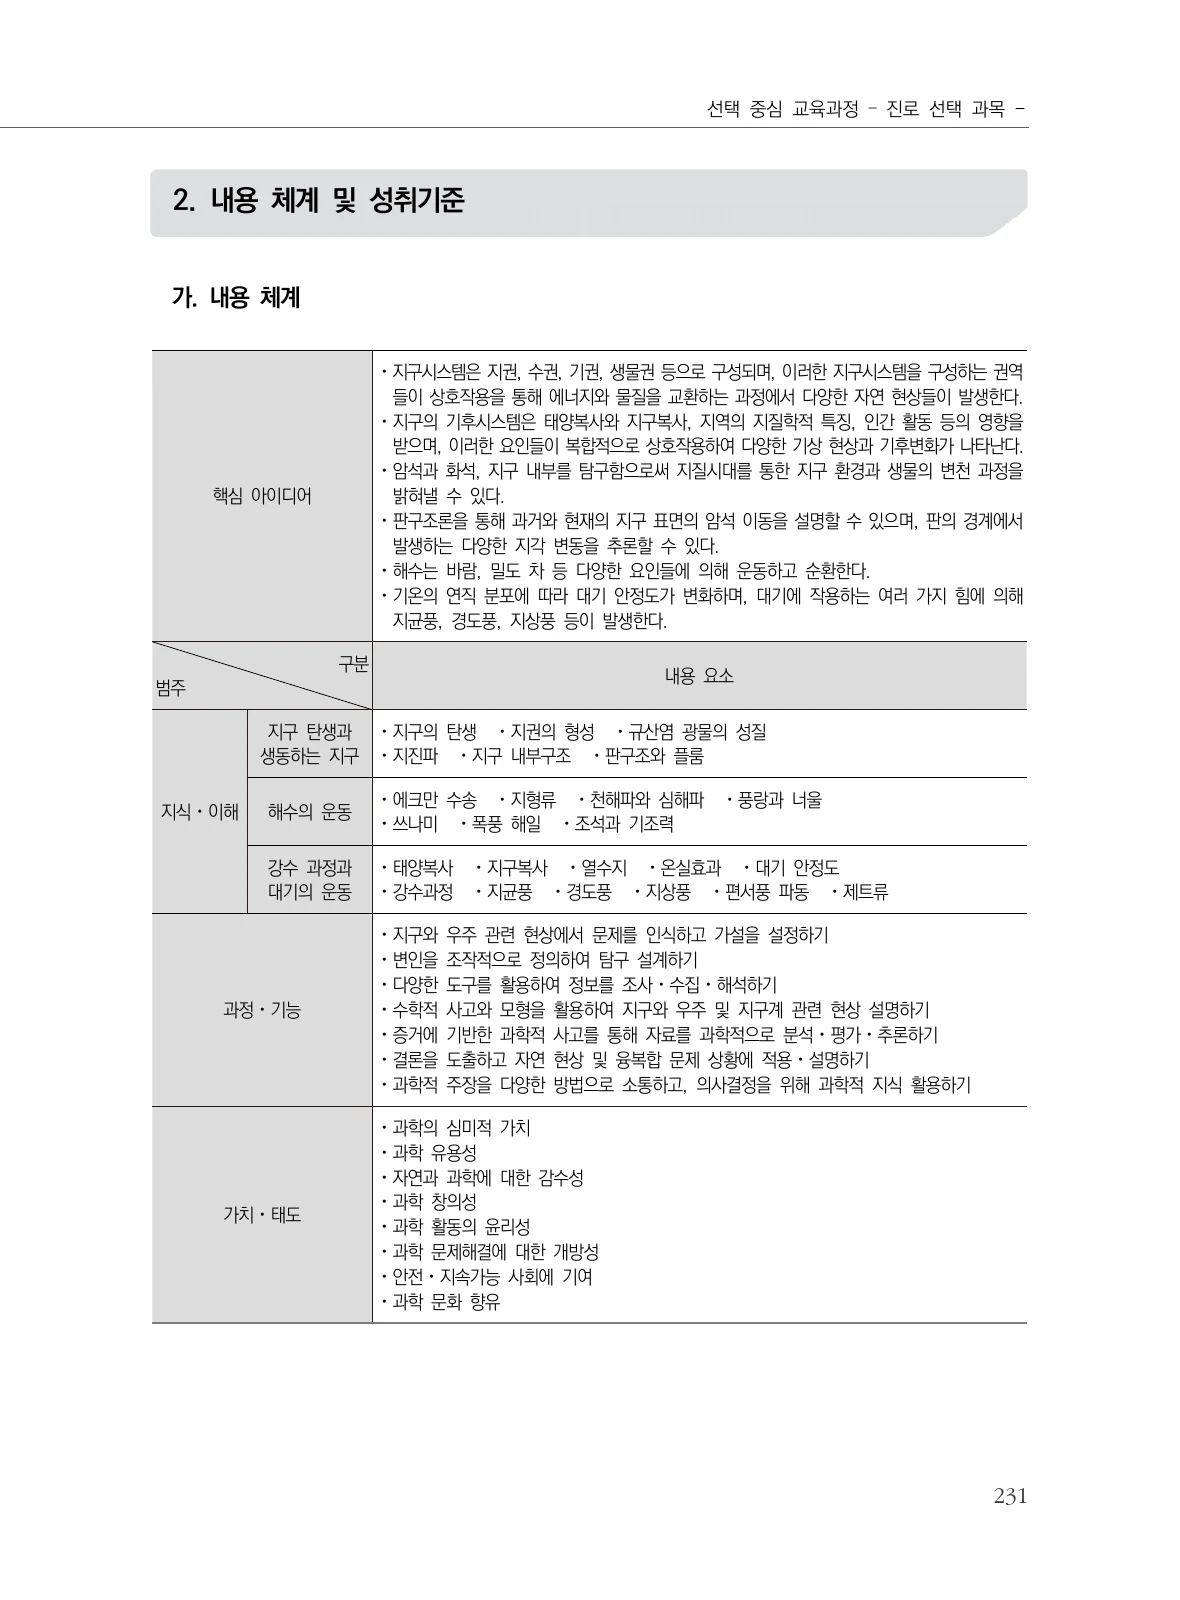 선택 중심 교육과정 - 진로 선택 과목 -
2. 내용 체계 및 성취기준
가. 내용 체계
핵심 아이디어
・지구시스템은 지권, 수권, 기권, 생물권 등으로 구성되며, 이러한 지구시스템을 구성하는 권역
들이 상호작용을 통해 에너지와 물질을 교환하는 과정에서 다양한 자연 현상들이 발생한다.
・지구의 기후시스템은 태양복사와 지구복사, 지역의 지질학적 특징, 인간 활동 등의 영향을
받으며, 이러한 요인들이 복합적으로 상호작용하여 다양한 기상 현상과 기후변화가 나타난다.
・암석과 화석, 지구 내부를 탐구함으로써 지질시대를 통한 지구 환경과 생물의 변천 과정을
밝혀낼 수 있다.
・판구조론을 통해 과거와 현재의 지구 표면의 암석 이동을 설명할 수 있으며, 판의 경계에서
발생하는 다양한 지각 변동을 추론할 수 있다.
・해수는 바람, 밀도 차 등 다양한 요인들에 의해 운동하고 순환한다.
・기온의 연직 분포에 따라 대기 안정도가 변화하며, 대기에 작용하는 여러 가지 힘에 의해
지균풍, 경도풍, 지상풍 등이 발생한다.
구분
범주
내용 요소
지식・이해
지구 탄생과
생동하는 지구
・지구의 탄생 ・지권의 형성 ・규산염 광물의 성질
・지진파 ・지구 내부구조 ・판구조와 플룸
해수의 운동
・에크만 수송 ・지형류 ・천해파와 심해파 ・풍랑과 너울
・쓰나미 ・폭풍 해일 ・조석과 기조력
강수 과정과
대기의 운동
・태양복사 ・지구복사 ・열수지 ・온실효과 ・대기 안정도
・강수과정 ・지균풍 ・경도풍 ・지상풍 ・편서풍 파동 ・제트류
과정・기능
・지구와 우주 관련 현상에서 문제를 인식하고 가설을 설정하기
・변인을 조작적으로 정의하여 탐구 설계하기
・다양한 도구를 활용하여 정보를 조사・수집・해석하기
・수학적 사고와 모형을 활용하여 지구와 우주 및 지구계 관련 현상 설명하기
・증거에 기반한 과학적 사고를 통해 자료를 과학적으로 분석・평가・추론하기
・결론을 도출하고 자연 현상 및 융복합 문제 상황에 적용・설명하기
・과학적 주장을 다양한 방법으로 소통하고, 의사결정을 위해 과학적 지식 활용하기
가치・태도
・과학의 심미적 가치
・과학 유용성
・자연과 과학에 대한 감수성
・과학 창의성
・과학 활동의 윤리성
・과학 문제해결에 대한 개방성
・안전・지속가능 사회에 기여
・과학 문화 향유
231